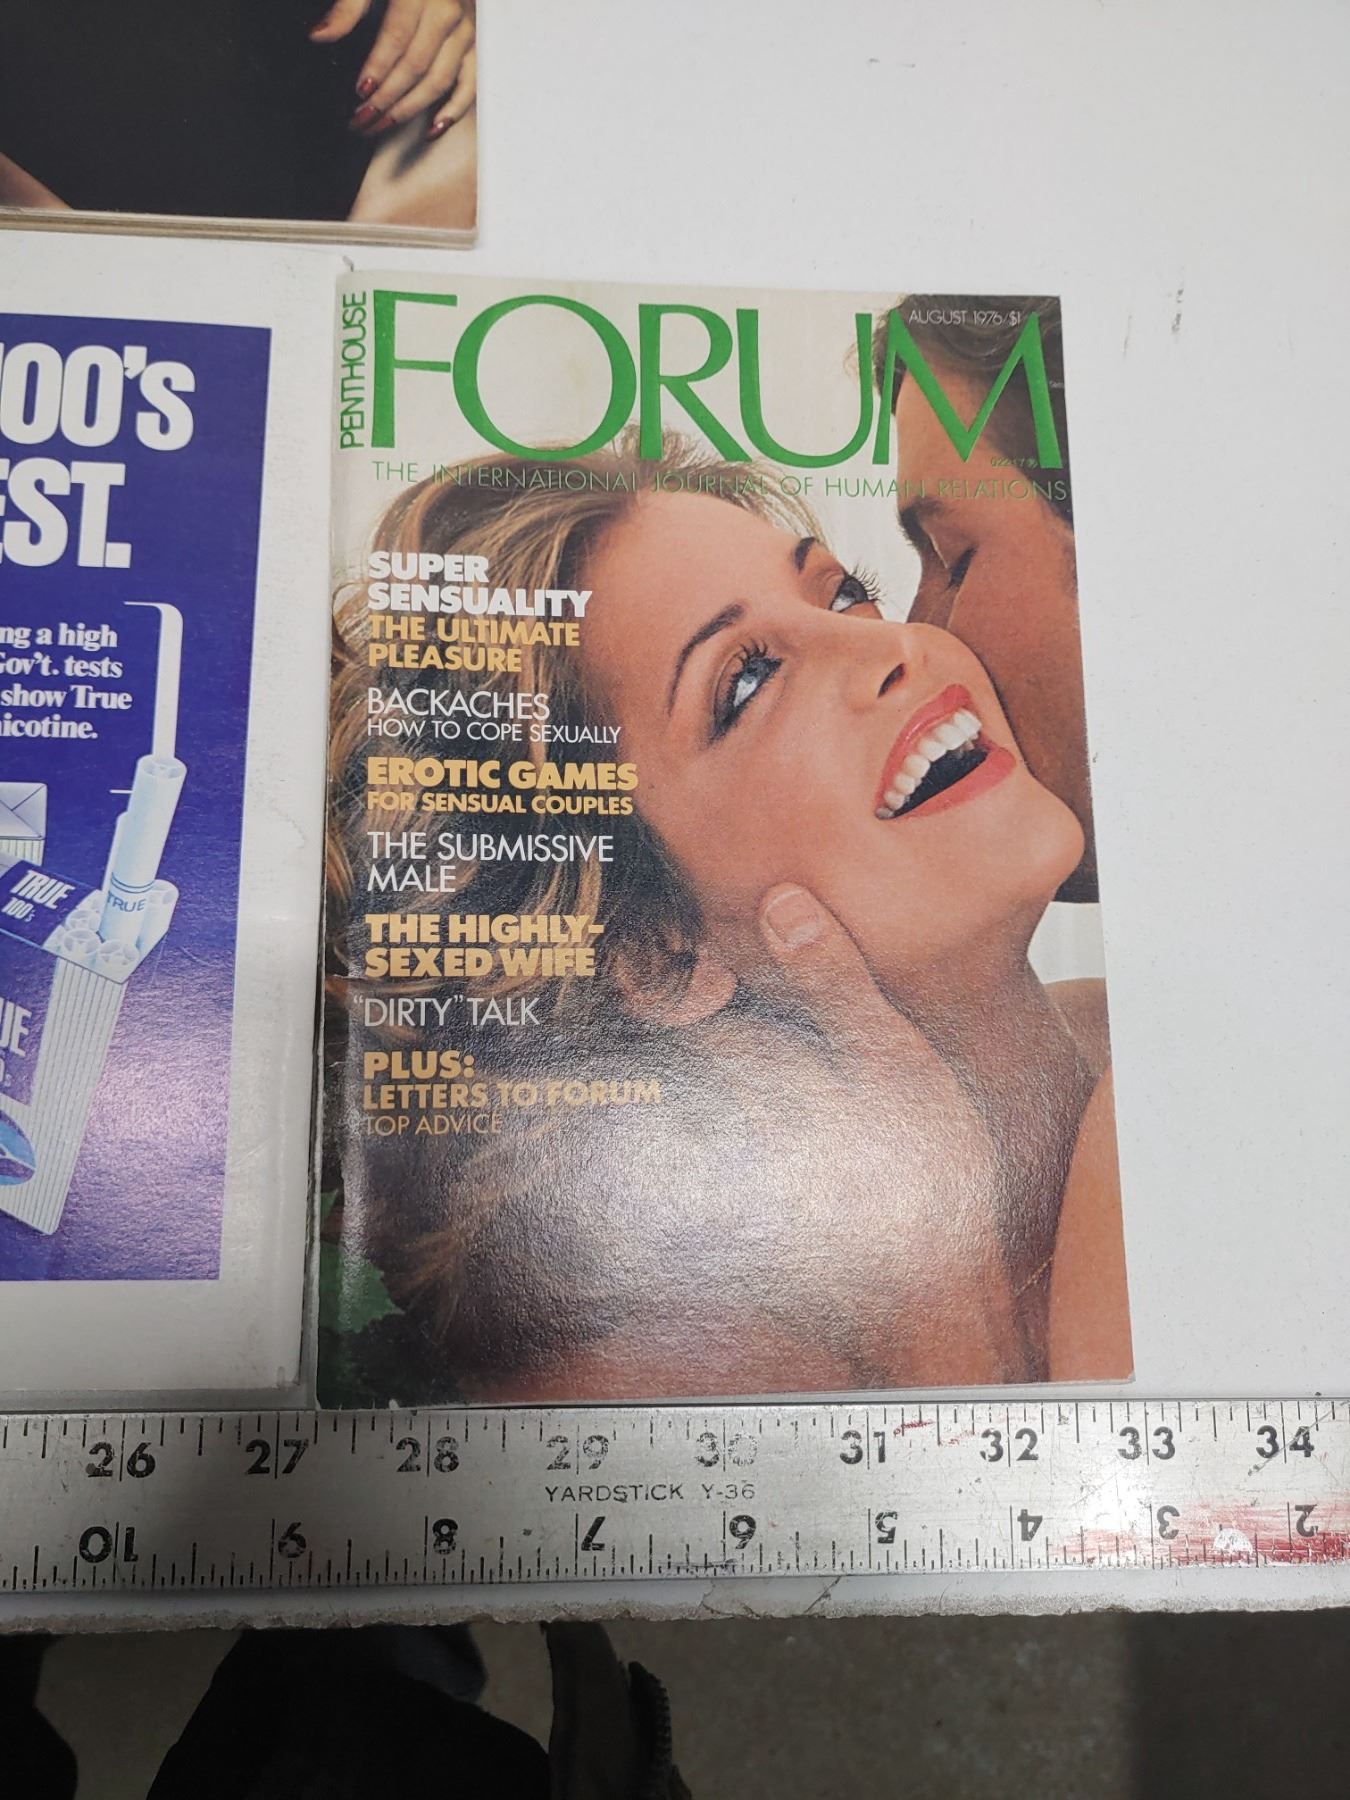 PENTHOUSE
FORUM
AUGUST 1976/$1
02217
THE INTERNATIONAL JOURNAL OF HUMAN RELATIONS
SUPER
SENSUALITY
THE ULTIMATE
PLEASURE
BACKACHES
HOW TO COPE SEXUALLY
EROTIC GAMES
FOR SENSUAL COUPLES
THE SUBMISSIVE
MALE
THE HIGHLY-
SEXED WIFE
"DIRTY" TALK
PLUS:
LETTERS TO FORUM
TOP ADVICE
100's
EST.
ng a high
Gov't. tests
show True
nicotine.
TRUE
100's
TRUE
UE
26 27 28 29 30 31 32 33 34
YARDSTICK Y-36
10 9 8 7 6 5 4 3 2